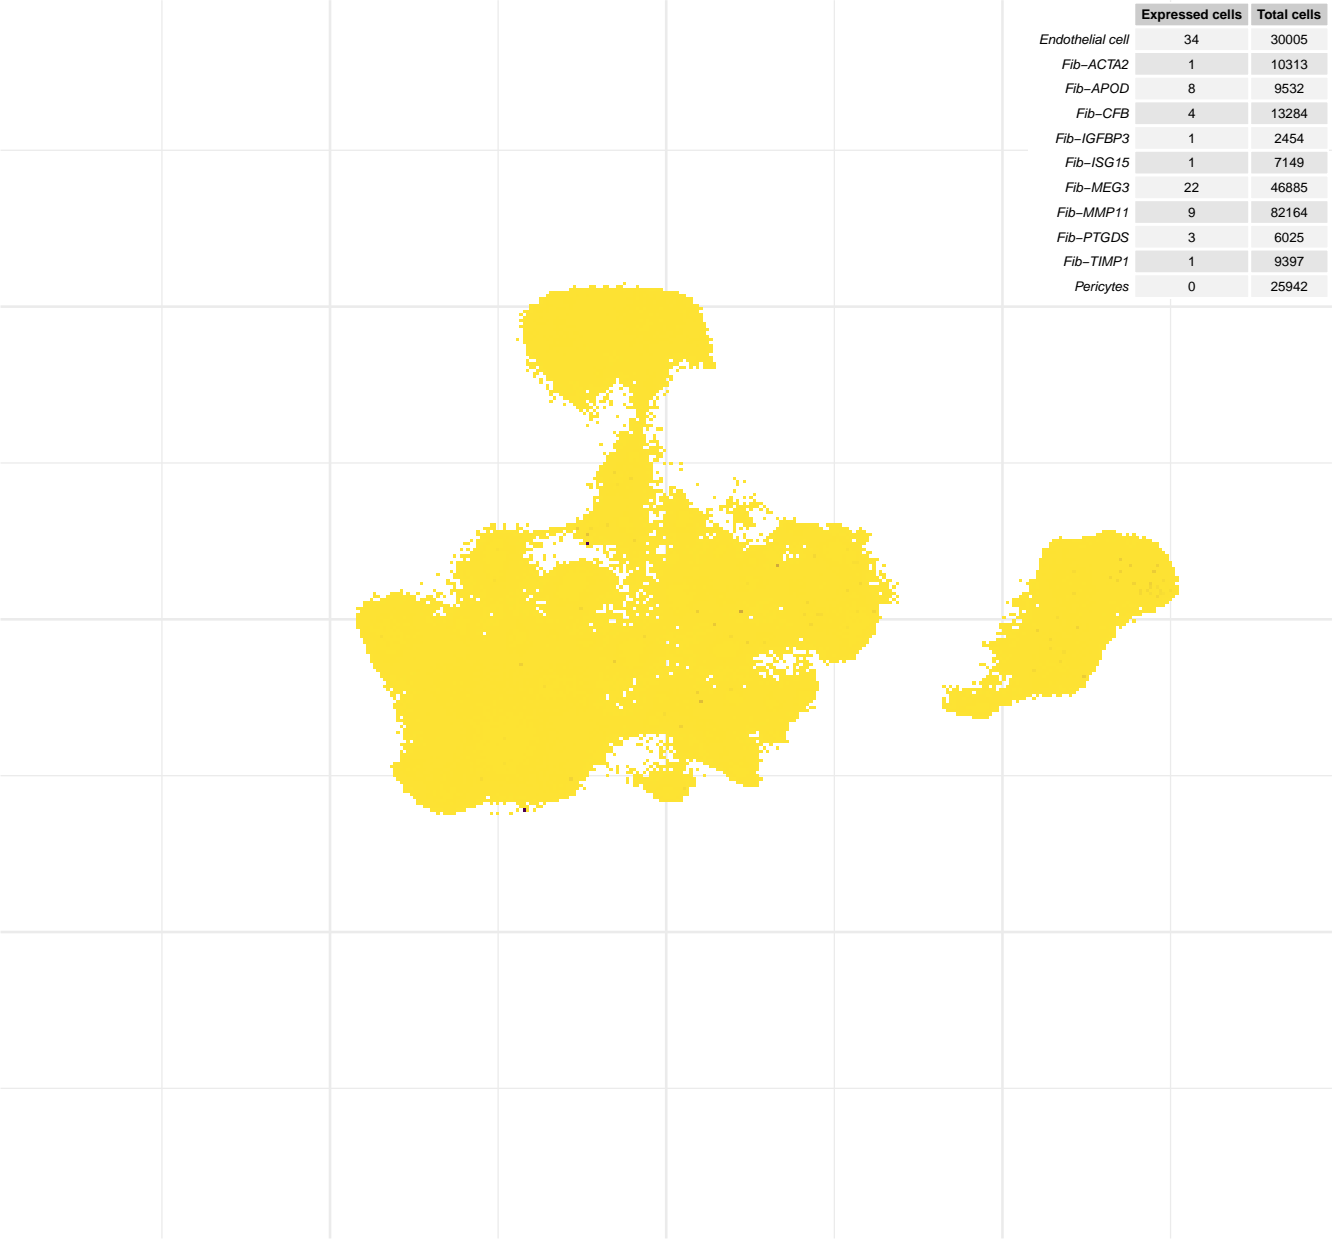 Expressed cells Total cells
Endothelial cell 34 30005
Fib−ACTA2 1 10313
Fib−APOD 8 9532
Fib−CFB 4 13284
Fib−IGFBP3 1 2454
Fib−ISG15 1 7149
Fib−MEG3 22 46885
Fib−MMP11 9 82164
Fib−PTGDS 3 6025
Fib−TIMP1 1 9397
Pericytes 0 25942